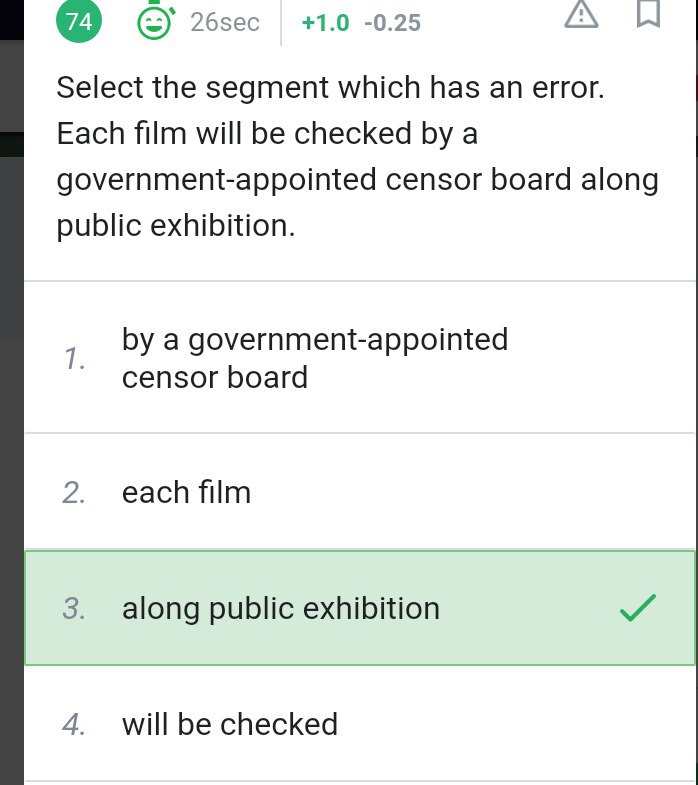 74 26sec +1.0 -0.25
Select the segment which has an error.
Each film will be checked by a
government-appointed censor board along
public exhibition.
1. by a government-appointed
censor board
2. each film
3. along public exhibition
4. will be checked